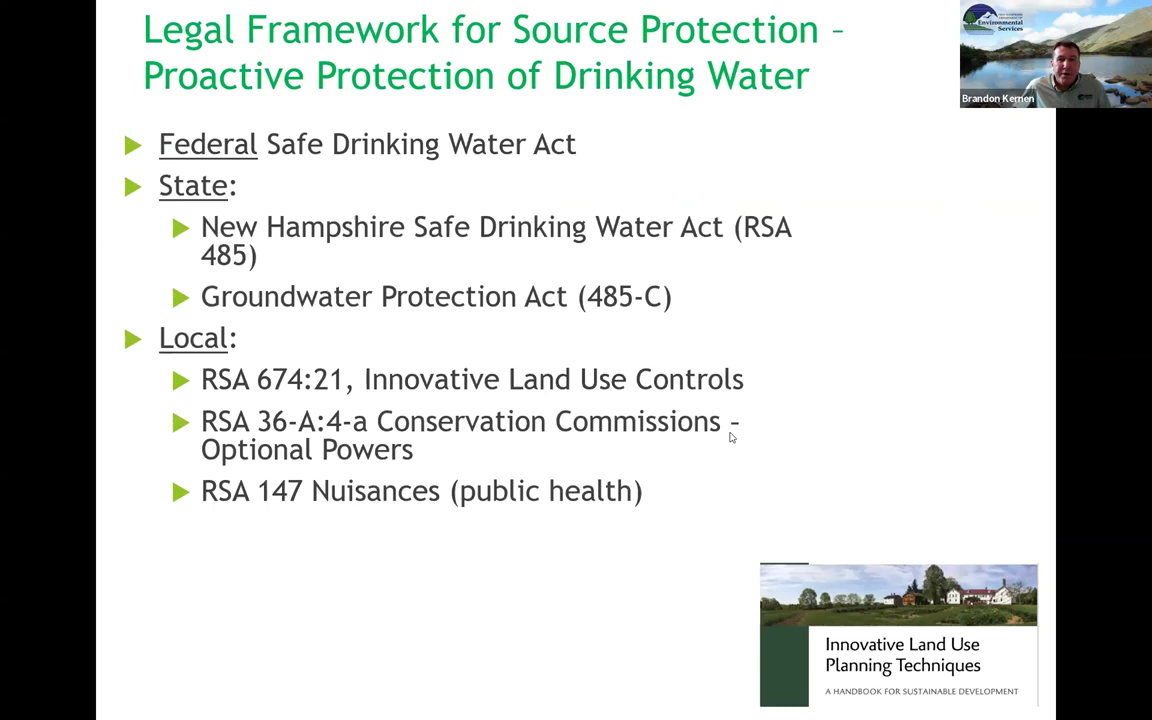 Legal Framework for Source Protection –
Proactive Protection of Drinking Water
Environmental
Services
Brandon Kernen
Federal Safe Drinking Water Act
State:
New Hampshire Safe Drinking Water Act (RSA
485)
Groundwater Protection Act (485-C)
Local:
RSA 674:21, Innovative Land Use Controls
RSA 36-A:4-a Conservation Commissions –
Optional Powers
RSA 147 Nuisances (public health)
Innovative Land Use
Planning Techniques
A HANDBOOK FOR SUSTAINABLE DEVELOPMENT